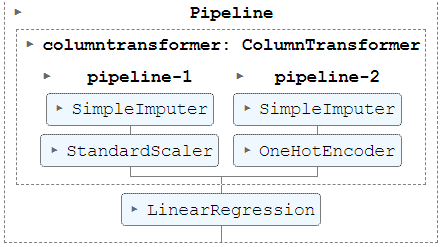 Pipeline
columntransformer: ColumnTransformer
pipeline-1 pipeline-2
SimpleImputer SimpleImputer
StandardScaler OneHotEncoder
LinearRegression